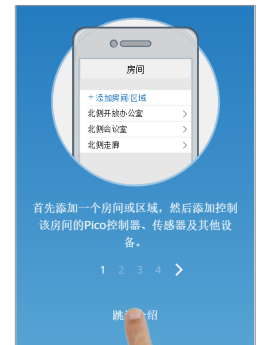 房间
+ 添加房间/区域
北侧开放办公室
北侧会议室
北侧走廊
首先添加一个房间或区域，然后添加控制
该房间的Pico控制器、传感器及其他设
备。
1 2 3 4
跳 绍